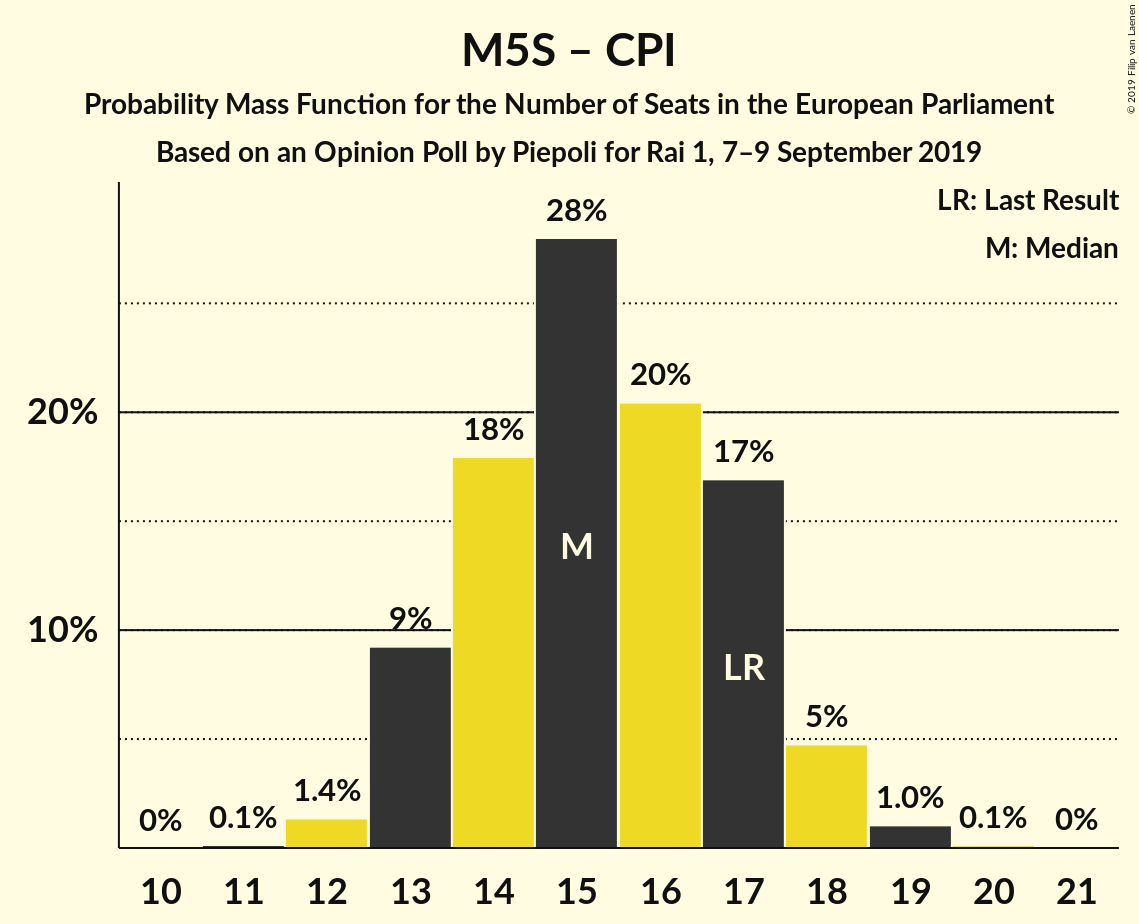 M5S – CPI
Probability Mass Function for the Number of Seats in the European Parliament
Based on an Opinion Poll by Piepoli for Rai 1, 7–9 September 2019
© 2019 Filip van Laenen
LR: Last Result
M: Median
28%
20%
20%
18%
17%
M
LR
10%
9%
5%
1.4%
1.0%
0%
0.1%
0.1%
0%
10 11 12 13 14 15 16 17 18 19 20 21